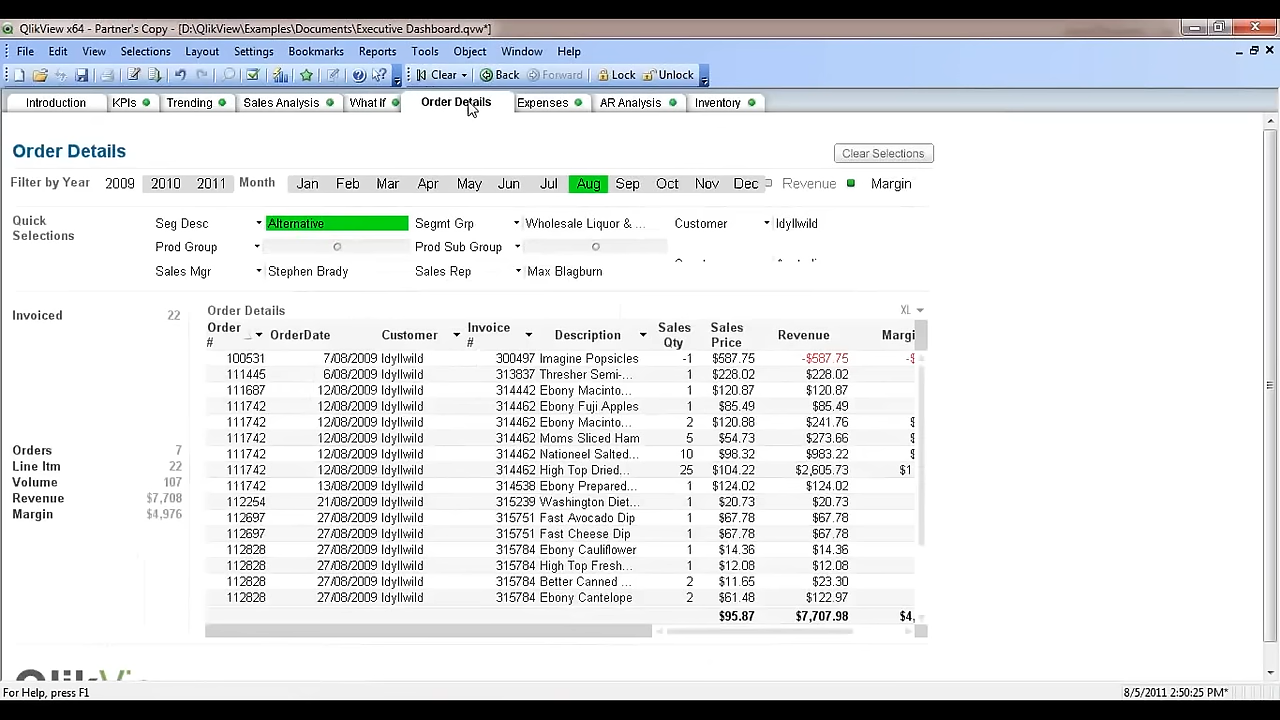 QlikView x64 - Partner's Copy - [D:\QlikView\Examples\Documents\Executive Dashboard.qvw*]
File Edit View Selections Layout Settings Bookmarks Reports Tools Object Window Help
Clear Back Forward Lock Unlock
Introduction KPIs Trending Sales Analysis What If Order Details Expenses AR Analysis Inventory
Order Details Clear Selections
Filter by Year 2009 2010 2011 Month Jan Feb Mar Apr May Jun Jul Aug Sep Oct Nov Dec Revenue Margin
Quick Selections
Seg Desc Alternative Segmt Grp Wholesale Liquor & ... Customer Idyllwild
Prod Group Prod Sub Group
Sales Mgr Stephen Brady Sales Rep Max Blagburn
Invoiced 22
Orders 7
Line Itm 22
Volume 107
Revenue $7,708
Margin $4,976
Order Details XL
Order # OrderDate Customer Invoice # Description Sales Qty Sales Price Revenue Margi
100531 7/08/2009 Idyllwild 300497 Imagine Popsicles -1 $587.75 -$587.75 -$
111445 6/08/2009 Idyllwild 313837 Thresher Semi-... 1 $228.02 $228.02
111687 12/08/2009 Idyllwild 314442 Ebony Macinto... 1 $120.87 $120.87
111742 12/08/2009 Idyllwild 314462 Ebony Fuji Apples 1 $85.49 $85.49
111742 12/08/2009 Idyllwild 314462 Ebony Macinto... 2 $120.88 $241.76 $
111742 12/08/2009 Idyllwild 314462 Moms Sliced Ham 5 $54.73 $273.66 $
111742 12/08/2009 Idyllwild 314462 Nationeel Salted... 10 $98.32 $983.22 $
111742 12/08/2009 Idyllwild 314462 High Top Dried... 25 $104.22 $2,605.73 $1
111742 13/08/2009 Idyllwild 314538 Ebony Prepared... 1 $124.02 $124.02
112254 21/08/2009 Idyllwild 315239 Washington Diet... 1 $20.73 $20.73
112697 27/08/2009 Idyllwild 315751 Fast Avocado Dip 1 $67.78 $67.78
112697 27/08/2009 Idyllwild 315751 Fast Cheese Dip 1 $67.78 $67.78
112828 27/08/2009 Idyllwild 315784 Ebony Cauliflower 1 $14.36 $14.36
112828 27/08/2009 Idyllwild 315784 High Top Fresh... 1 $12.08 $12.08
112828 27/08/2009 Idyllwild 315784 Better Canned ... 2 $11.65 $23.30
112828 27/08/2009 Idyllwild 315784 Ebony Cantelope 2 $61.48 $122.97
$95.87 $7,707.98 $4,
For Help, press F1 8/5/2011 2:50:25 PM*